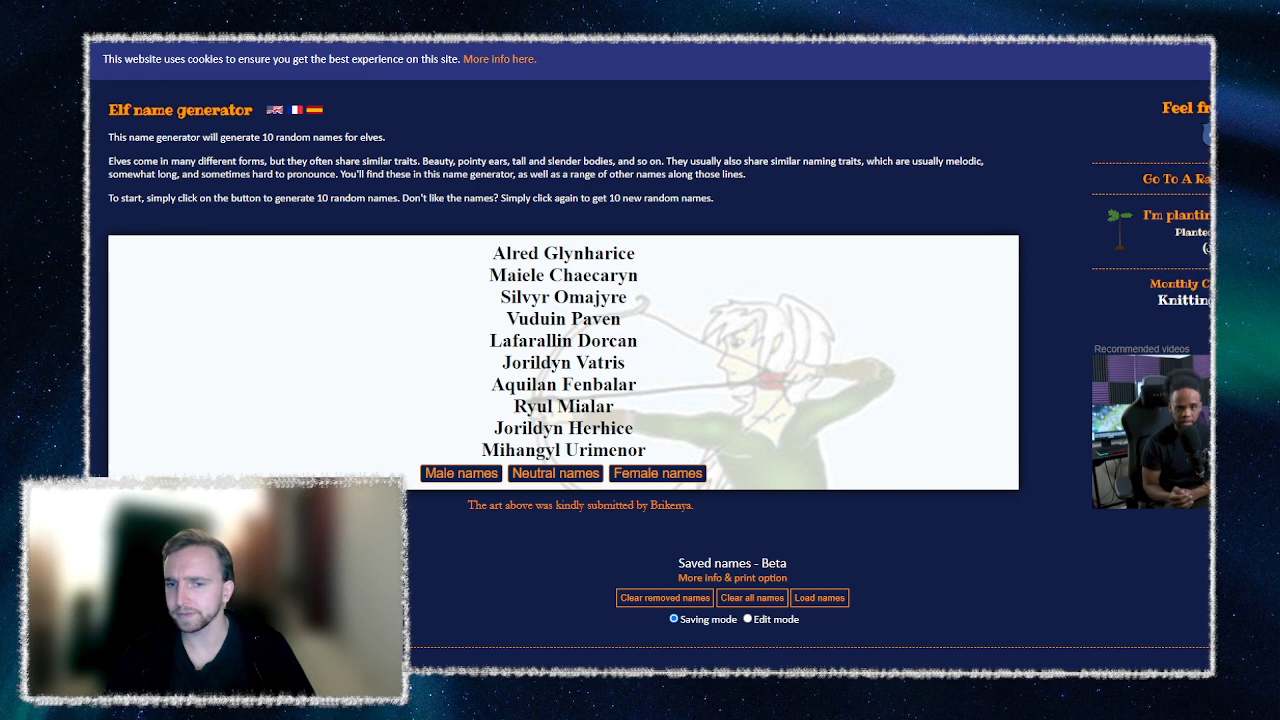 This website uses cookies to ensure you get the best experience on this site. More info here.
Elf name generator
This name generator will generate 10 random names for elves.
Elves come in many different forms, but they often share similar traits. Beauty, pointy ears, tall and slender bodies, and so on. They usually also share similar naming traits, which are usually melodic,
somewhat long, and sometimes hard to pronounce. You'll find these in this name generator, as well as a range of other names along those lines.
To start, simply click on the button to generate 10 random names. Don't like the names? Simply click again to get 10 new random names.
Alred Glynharice
Maiele Chaecaryn
Silvyr Omajyre
Vuduin Paven
Lafarallin Dorcan
Jorildyn Vatris
Aquilan Fenbalar
Ryul Mialar
Jorildyn Herhice
Mihangyl Urimenor
Male names Neutral names Female names
The art above was kindly submitted by Brikenya.
Saved names - Beta
More info & print option
Clear removed names Clear all names Load names
Saving mode Edit mode
Feel fr
Go To A Ra
I'm plantin
Plante
Monthly C
Knitting
Recommended videos